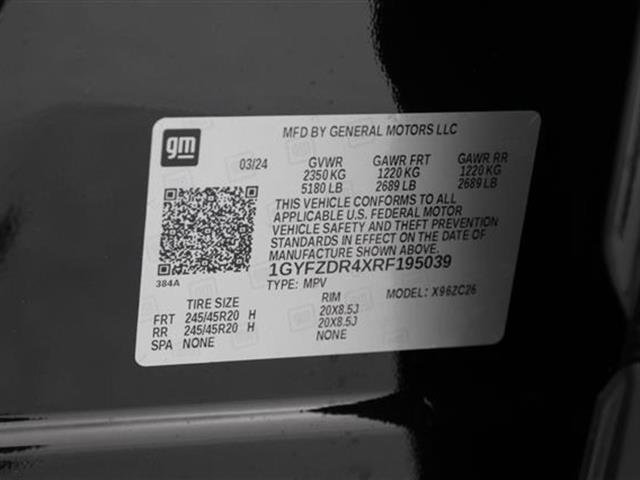 gm
MFD BY GENERAL MOTORS LLC
03/24 GVWR GAWR FRT GAWR RR
2350 KG 1220 KG 1220 KG
5180 LB 2689 LB 2689 LB
THIS VEHICLE CONFORMS TO ALL
APPLICABLE U.S. FEDERAL MOTOR
VEHICLE SAFETY AND THEFT PREVENTION
STANDARDS IN EFFECT ON THE DATE OF
MANUFACTURE SHOWN ABOVE.
1GYFZDR4XRF195039
384A
TYPE: MPV MODEL: X96ZC26
TIRE SIZE RIM
FRT 245/45R20 H 20X8.5J
RR 245/45R20 H 20X8.5J
SPA NONE NONE